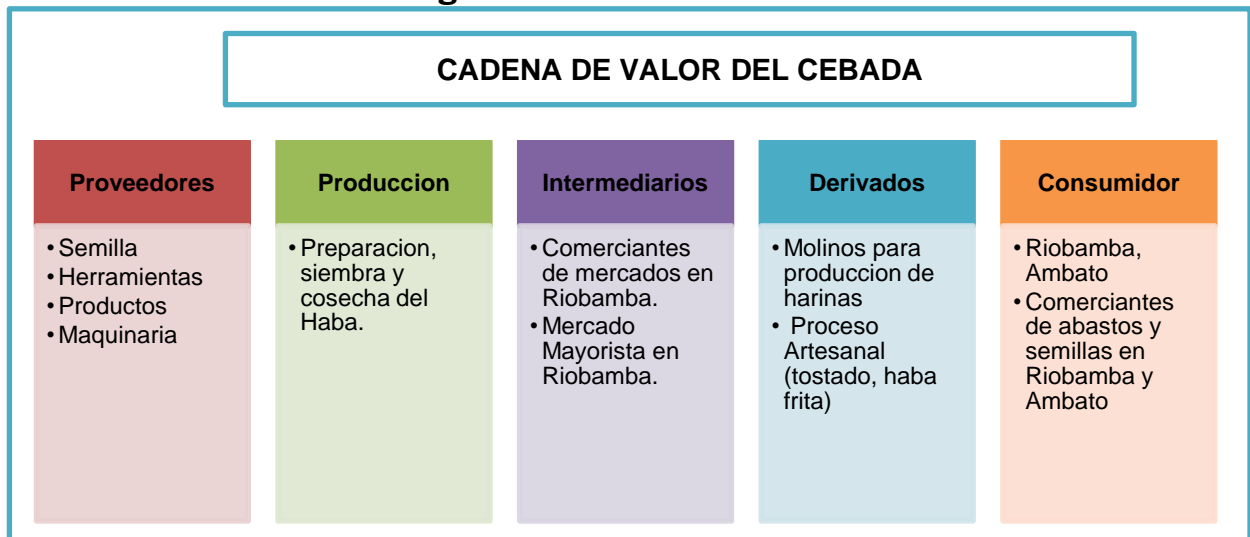 CADENA DE VALOR DEL CEBADA
Proveedores
• Semilla
• Herramientas
• Productos
• Maquinaria
Produccion
• Preparacion,
siembra y
cosecha del
Haba.
Intermediarios
• Comerciantes
de mercados en
Riobamba.
• Mercado
Mayorista en
Riobamba.
Derivados
• Molinos para
produccion de
harinas
• Proceso
Artesanal
(tostado, haba
frita)
Consumidor
• Riobamba,
Ambato
• Comerciantes
de abastos y
semillas en
Riobamba y
Ambato